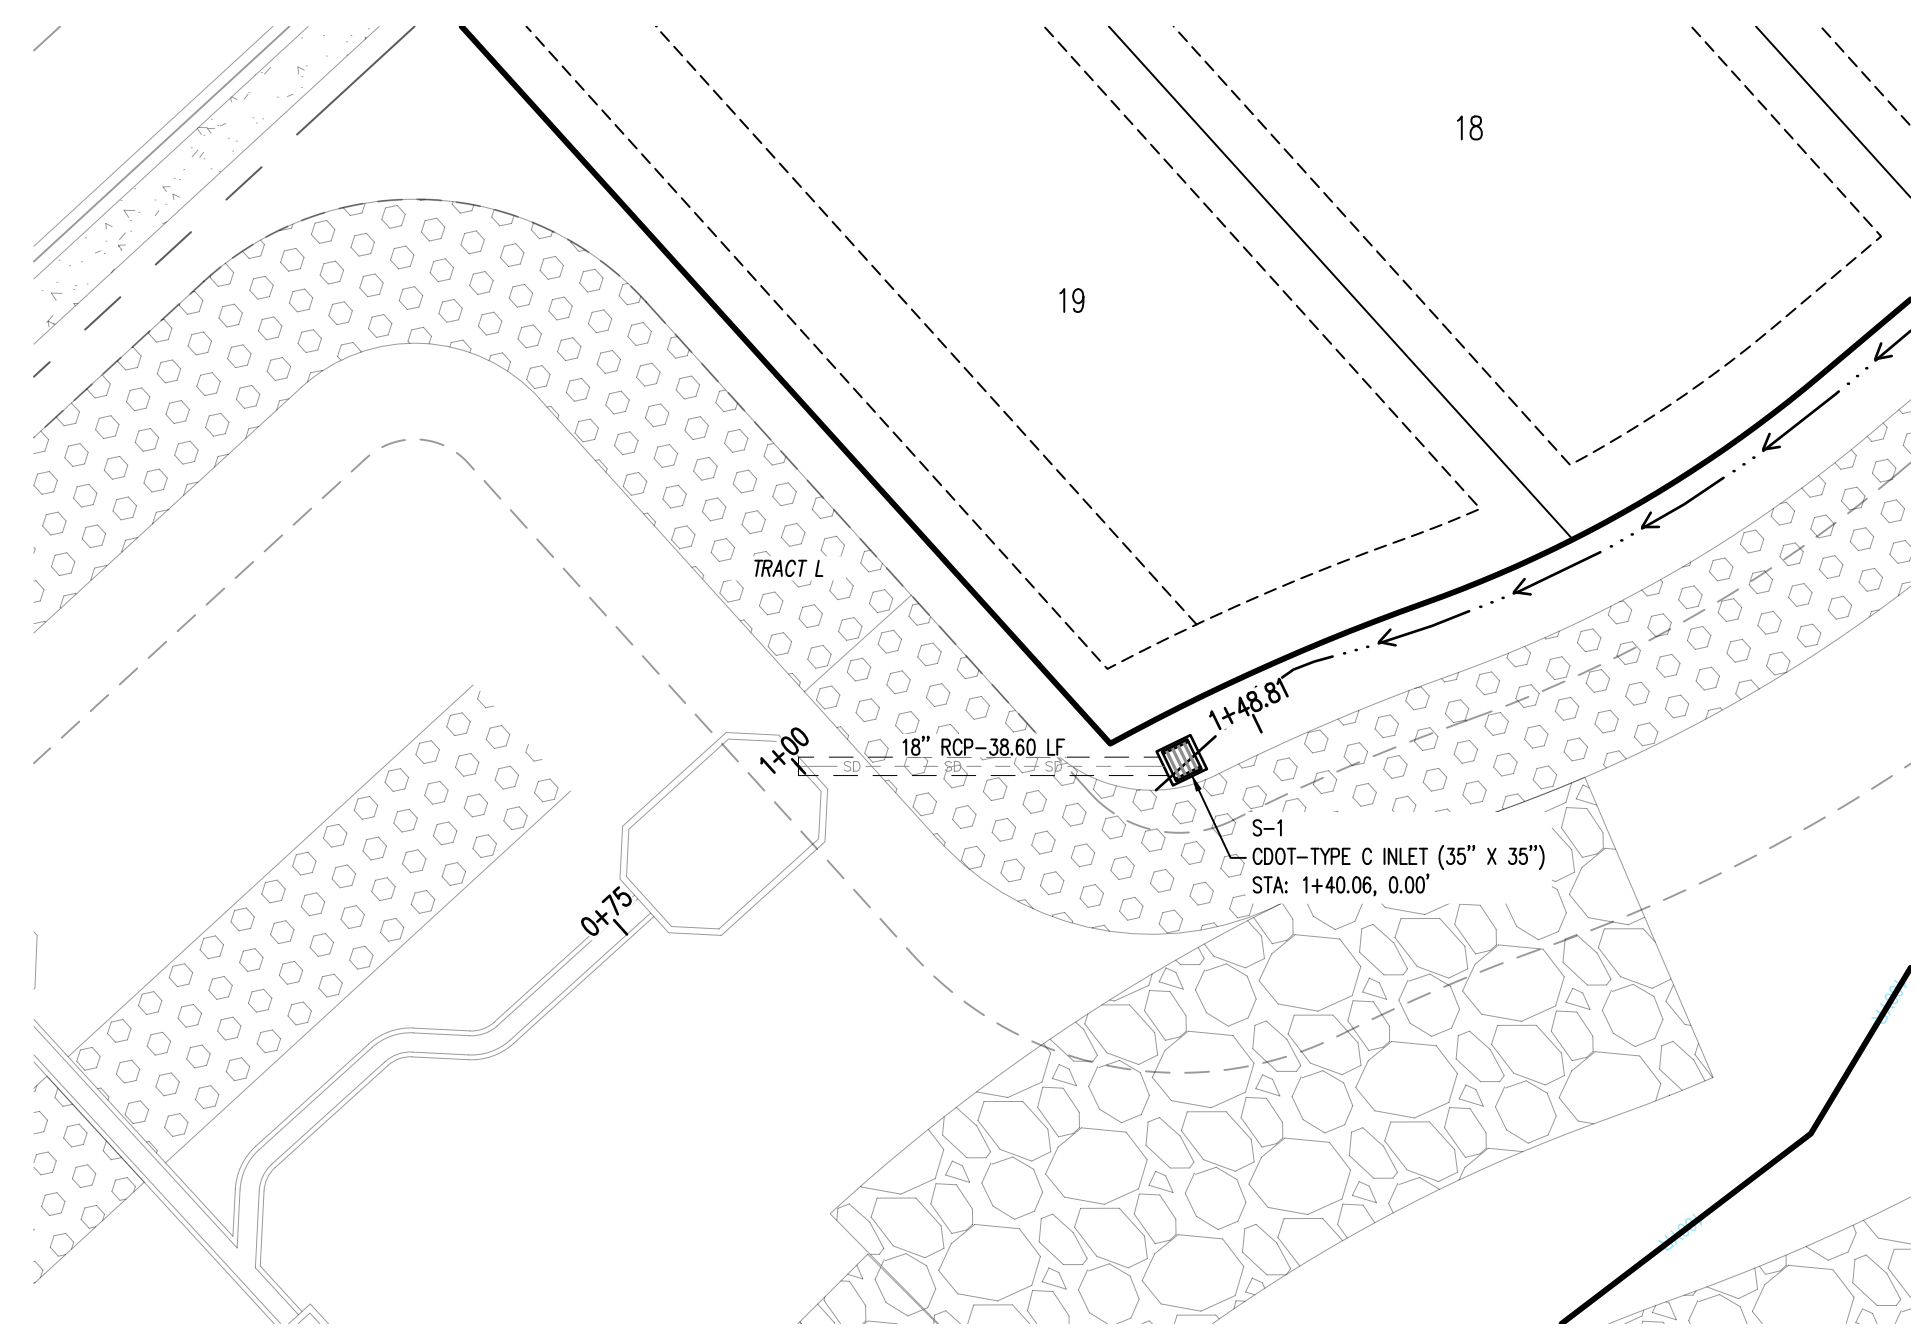 18
19
TRACT L
1+48.81
1+00
18” RCP-38.60 LF
SD SD SD
S-1
CDOT-TYPE C INLET (35” X 35”)
STA: 1+40.06, 0.00'
0+75